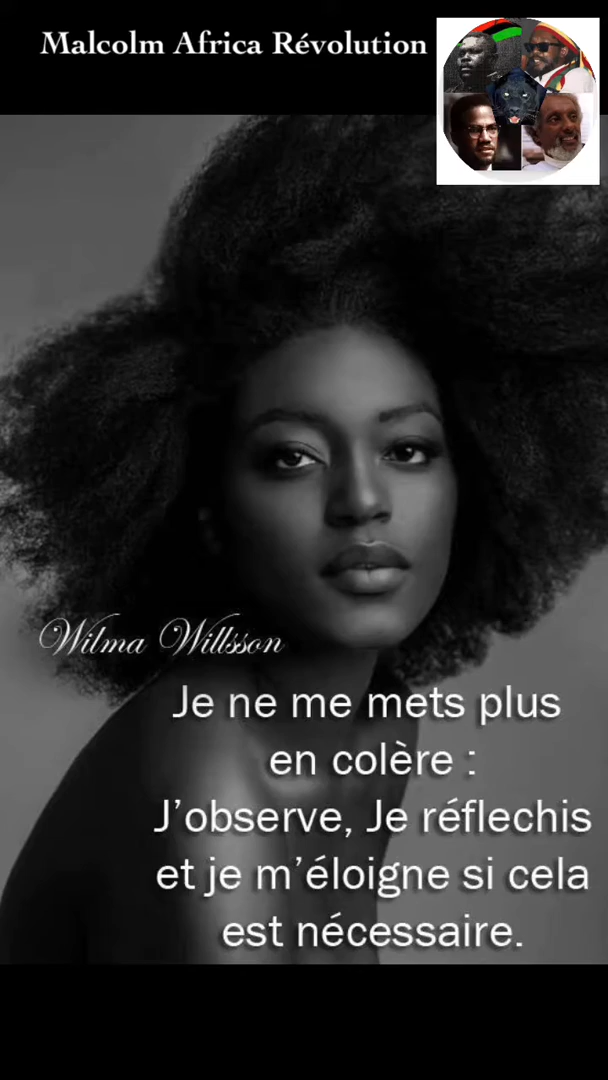 Malcolm Africa Révolution
Wilma Willsson
Je ne me mets plus
en colère :
J'observe, Je réflechis
et je m'éloigne si cela
est nécessaire.